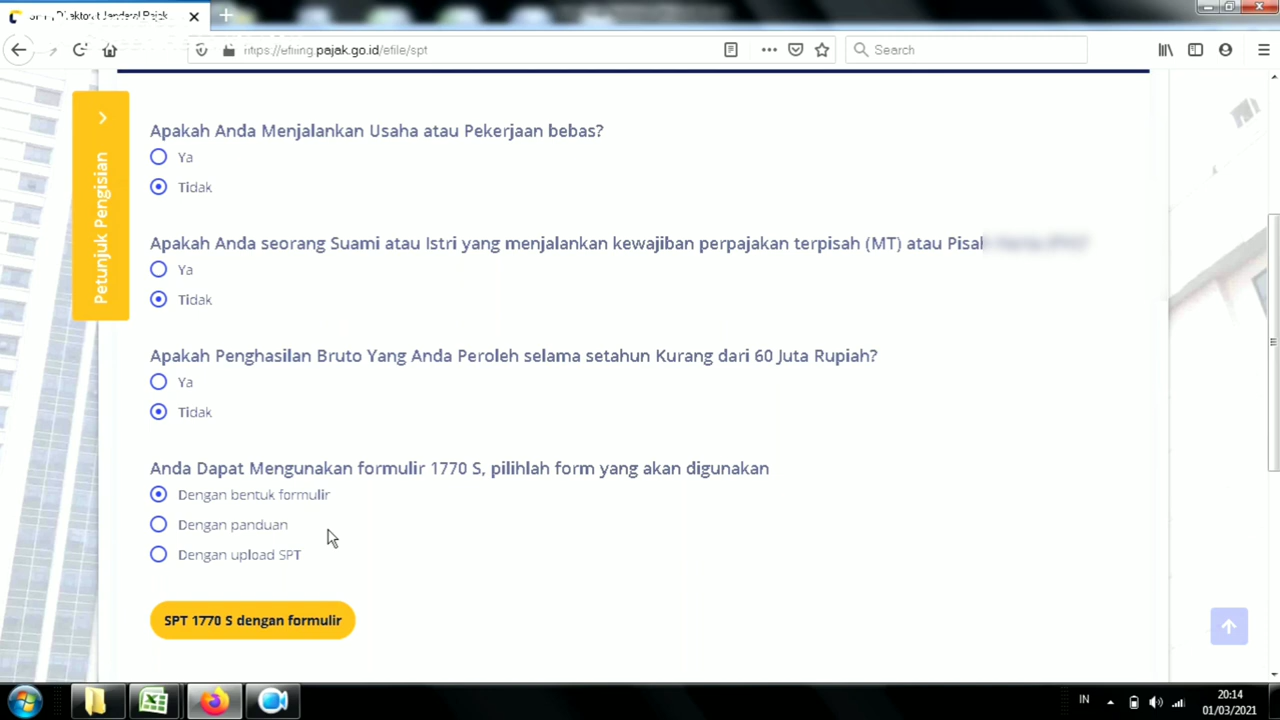 Search
pajak.go.id/efile/spt
Petunjuk Pengisian
Apakah Anda Menjalankan Usaha atau Pekerjaan bebas?
Ya
Tidak
Apakah Anda seorang Suami atau Istri yang menjalankan kewajiban perpajakan terpisah (MT) atau
Ya
Tidak
Apakah Penghasilan Bruto Yang Anda Peroleh selama setahun Kurang dari 60 Juta Rupiah?
Ya
Tidak
Anda Dapat Mengunakan formulir 1770 S, pilihlah form yang akan digunakan
Dengan bentuk formulir
Dengan panduan
Dengan upload SPT
SPT 1770 S dengan formulir
IN
20:14
01/03/2021